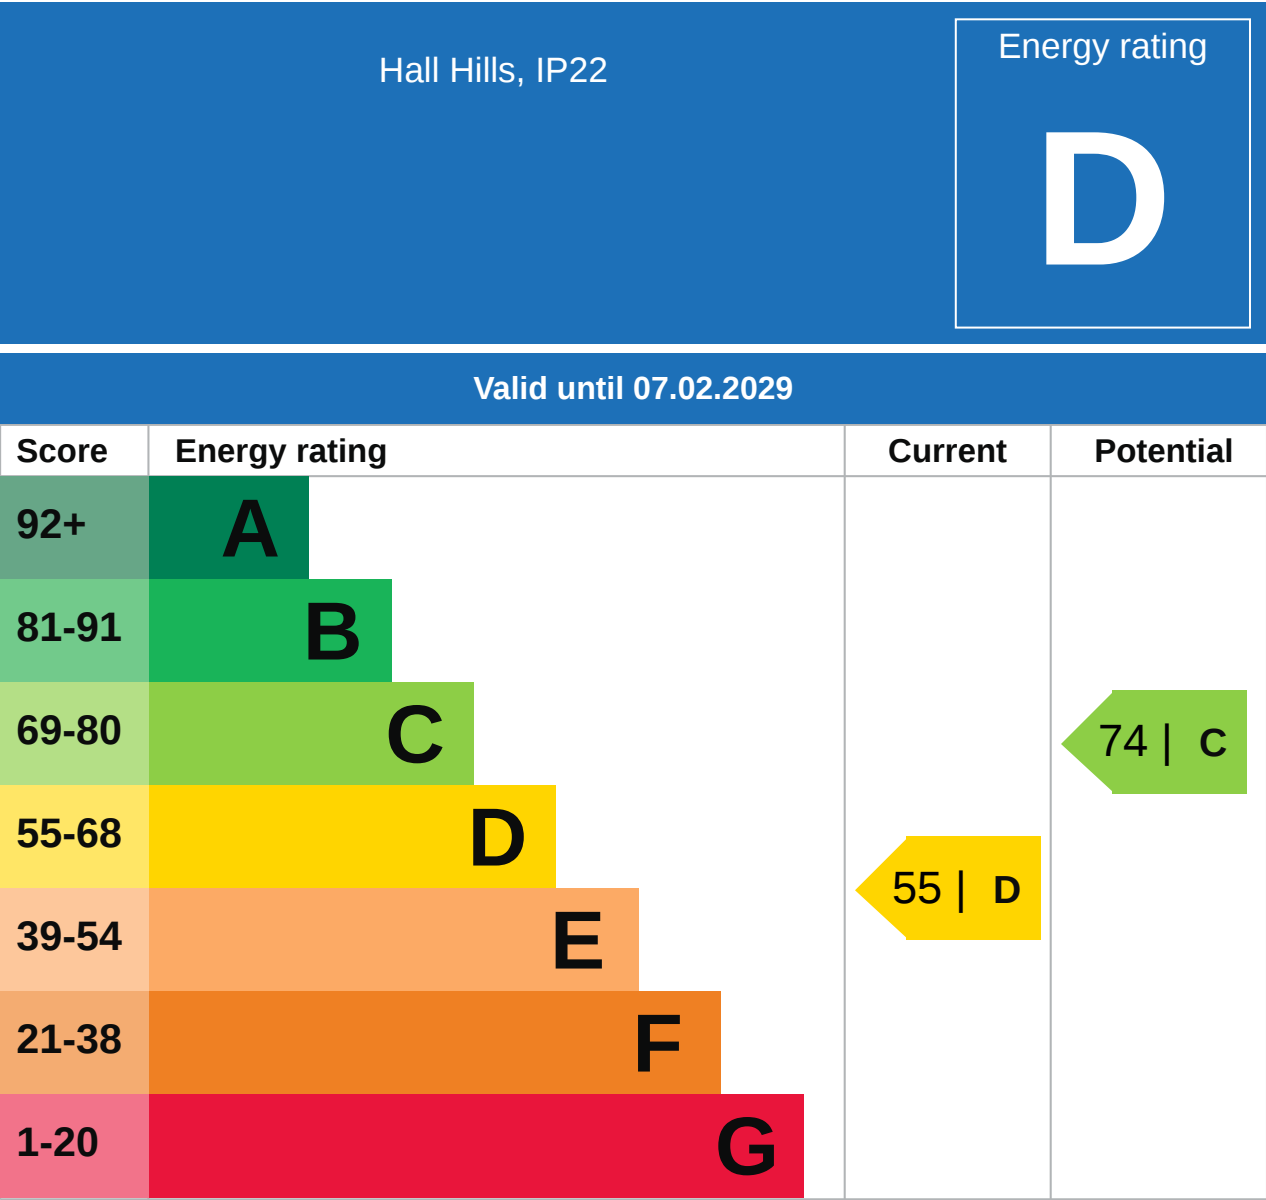 Hall Hills, IP22
Energy rating
D
Valid until 07.02.2029
Score Energy rating Current Potential
92+ A
81-91 B
69-80 C
74 | C
55-68 D
55 | D
39-54 E
21-38 F
1-20 G